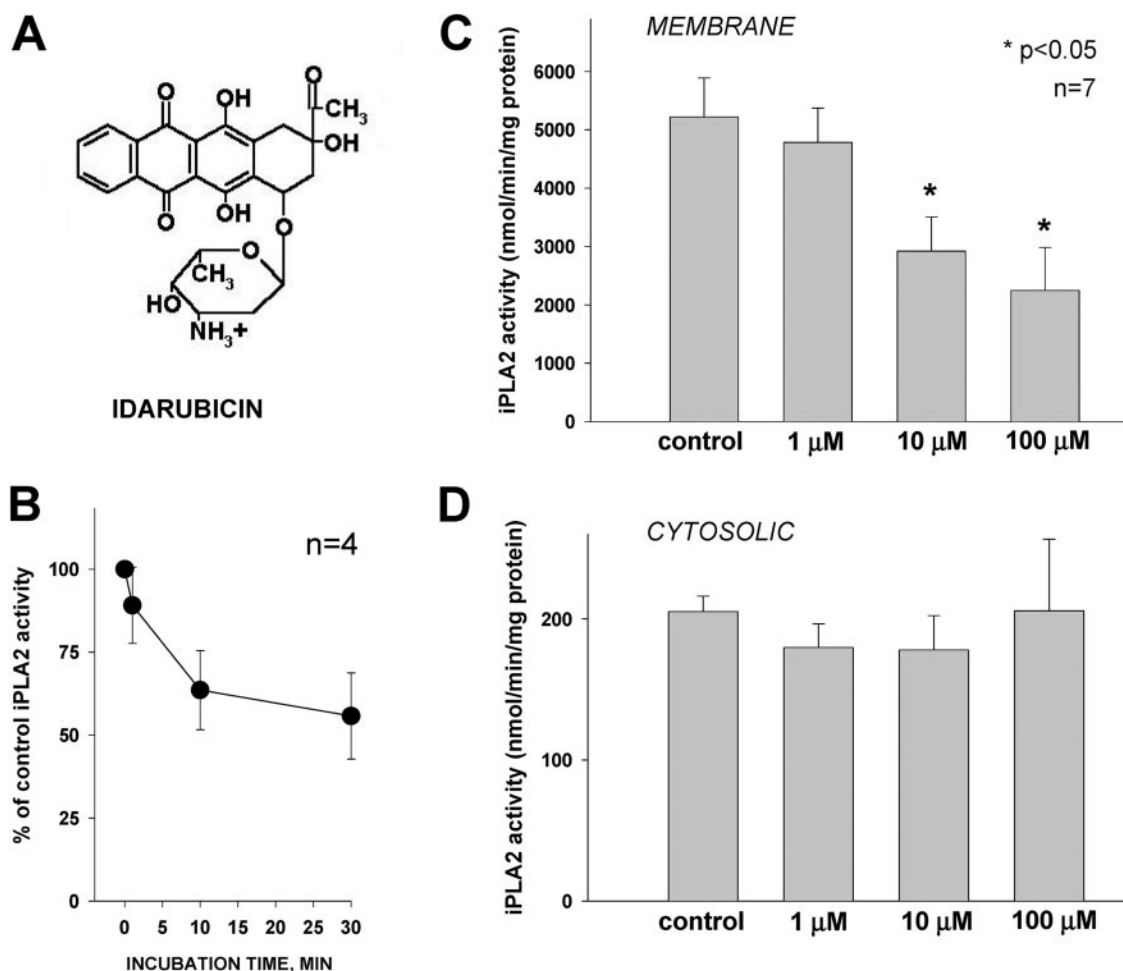 A
O
O
OH
CH3
OH
O
OH
O
O
CH3
HO
NH3+
IDARUBICIN
B
n=4
% of control iPLA2 activity
100
75
50
25
0
0 5 10 15 20 25 30
INCUBATION TIME, MIN
C
MEMBRANE
* p<0.05
n=7
iPLA2 activity (nmol/min/mg protein)
6000
5000
4000
3000
2000
1000
0
*
*
control 1 μM 10 μM 100 μM
D
CYTOSOLIC
iPLA2 activity (nmol/min/mg protein)
200
100
0
control 1 μM 10 μM 100 μM